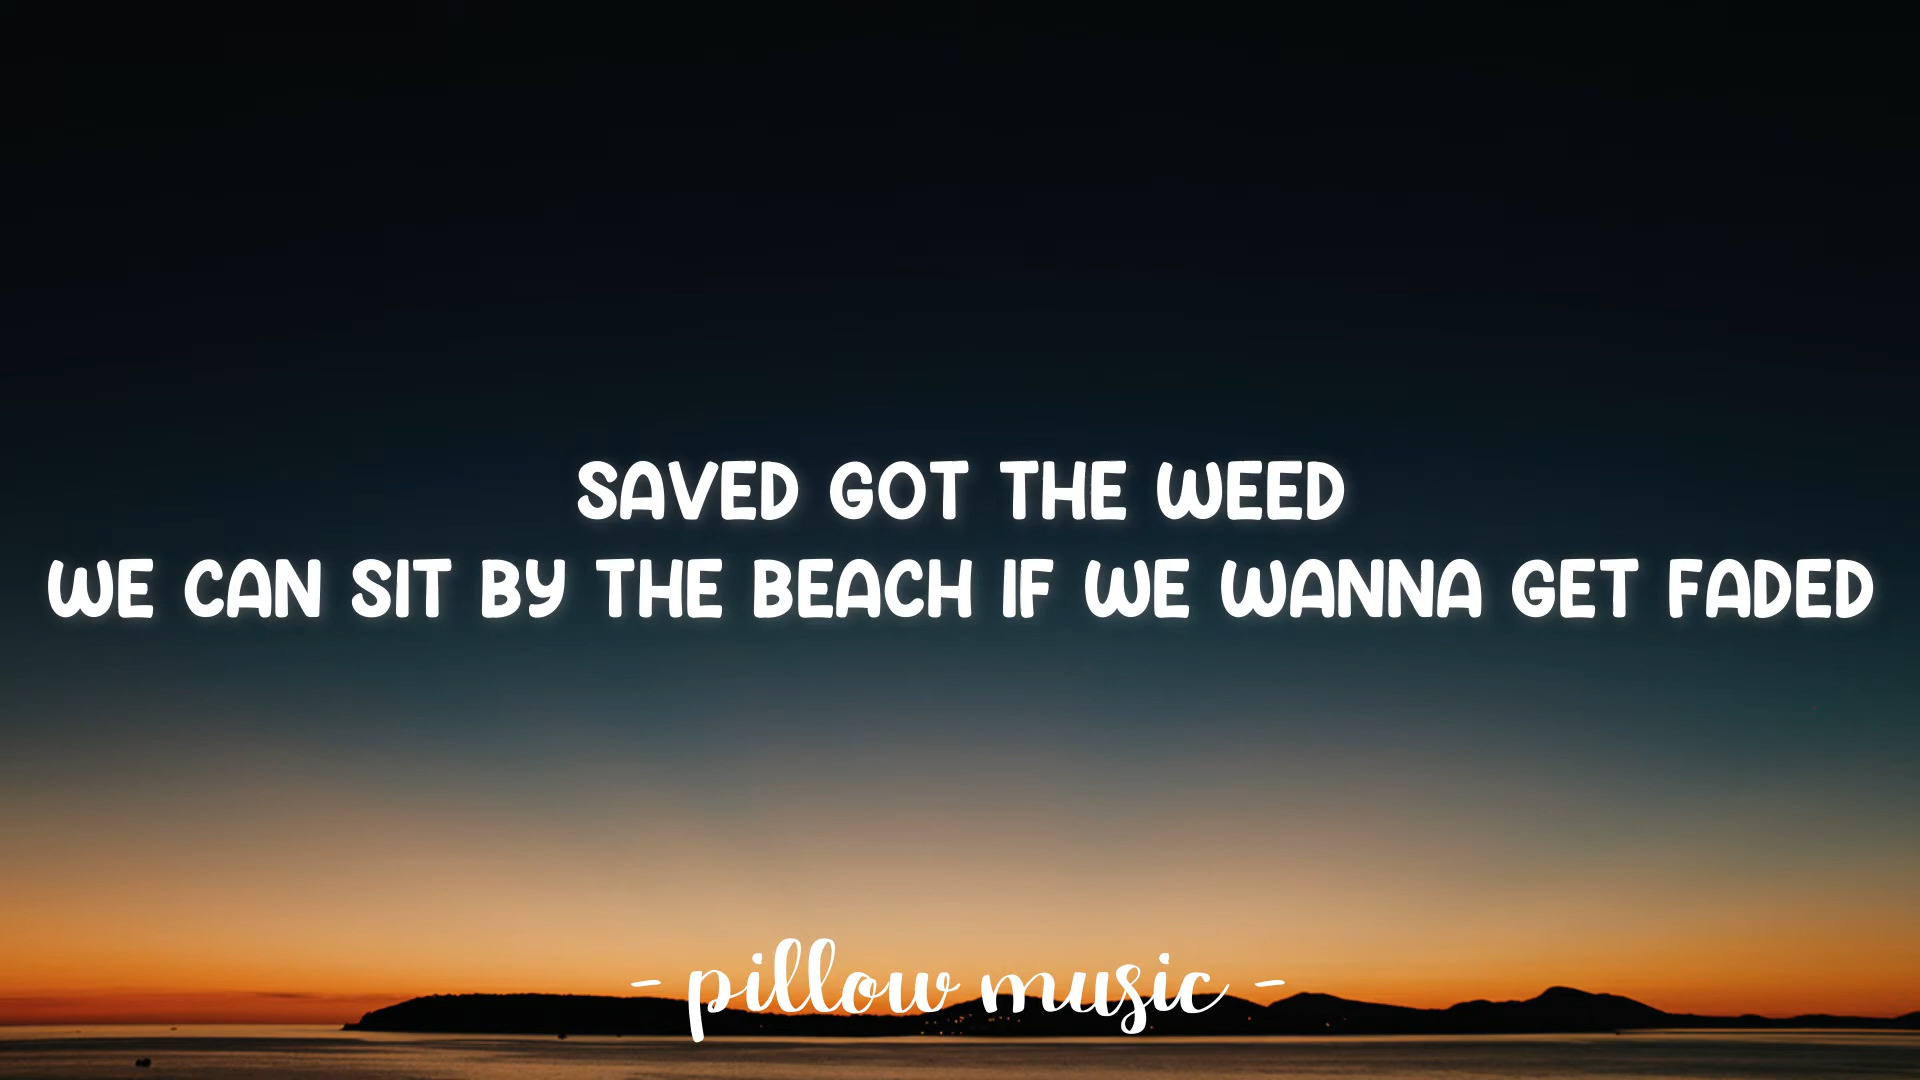 SAVED GOT THE WEED
WE CAN SIT BY THE BEACH IF WE WANNA GET FADED
- pillow music -